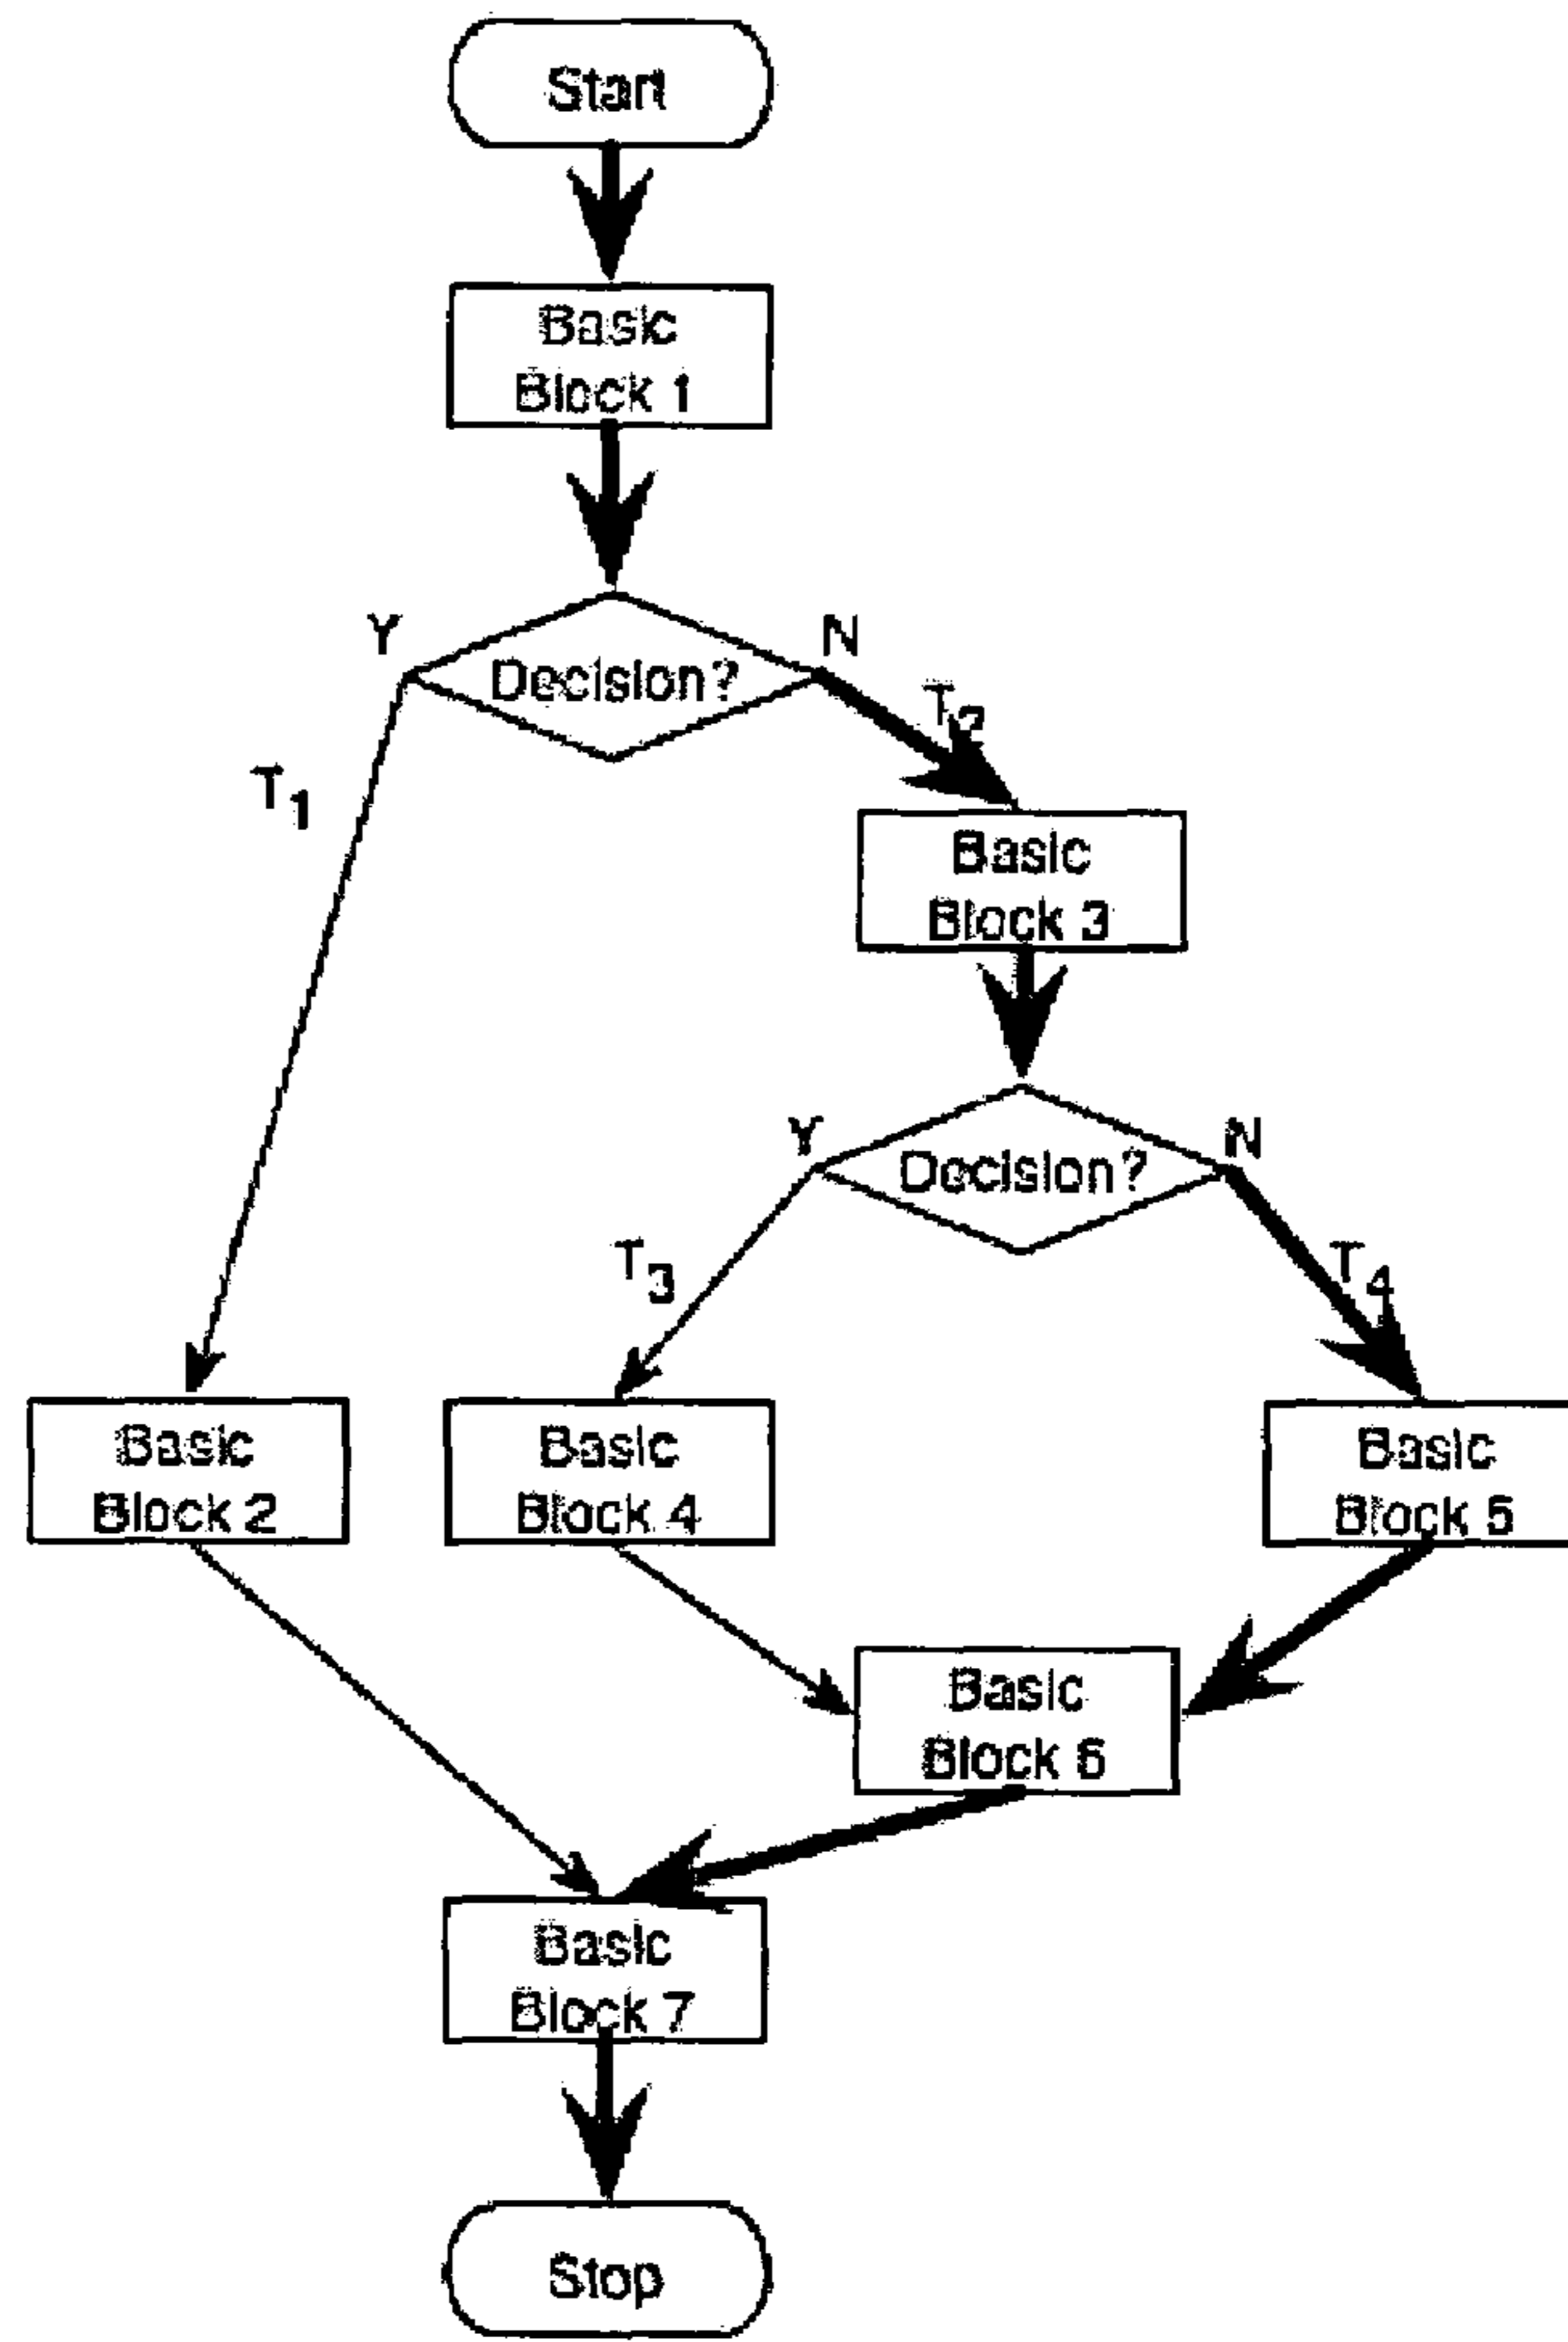 Start
Basic
Block 1
Y
N
Decision?
T2
T1
Basic
Block 3
Y
N
Decision?
T3
T4
Basic
Block 2
Basic
Block 4
Basic
Block 5
Basic
Block 6
Basic
Block 7
Stop